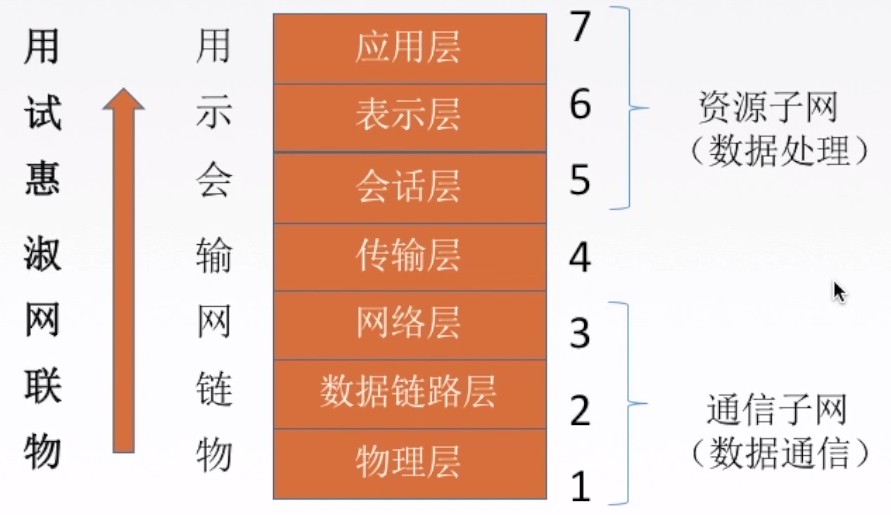 用 用 应用层 7
试 示 表示层 6
惠 会 会话层 5
淑 输 传输层 4
网 网 网络层 3
联 链 数据链路层 2
物 物 物理层 1
资源子网
（数据处理）
通信子网
（数据通信）